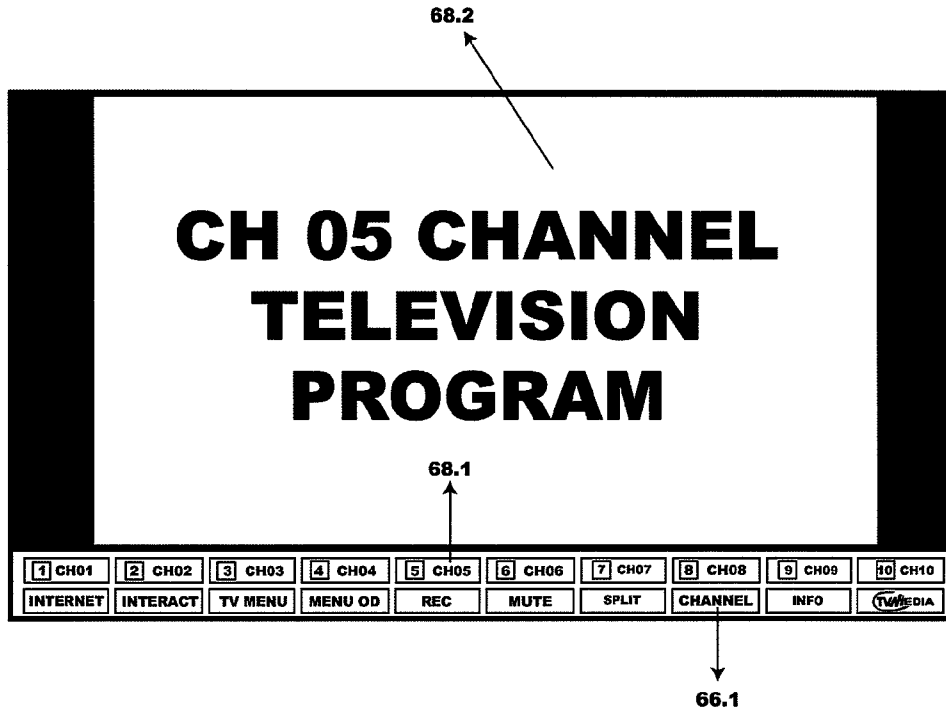 68.2
CH 05 CHANNEL
TELEVISION
PROGRAM
68.1
1 CH01 2 CH02 3 CH03 4 CH04 5 CH05 6 CH06 7 CH07 8 CH08 9 CH09 10 CH10
INTERNET INTERACT TV MENU MENU OD REC MUTE SPLIT CHANNEL INFO
66.1